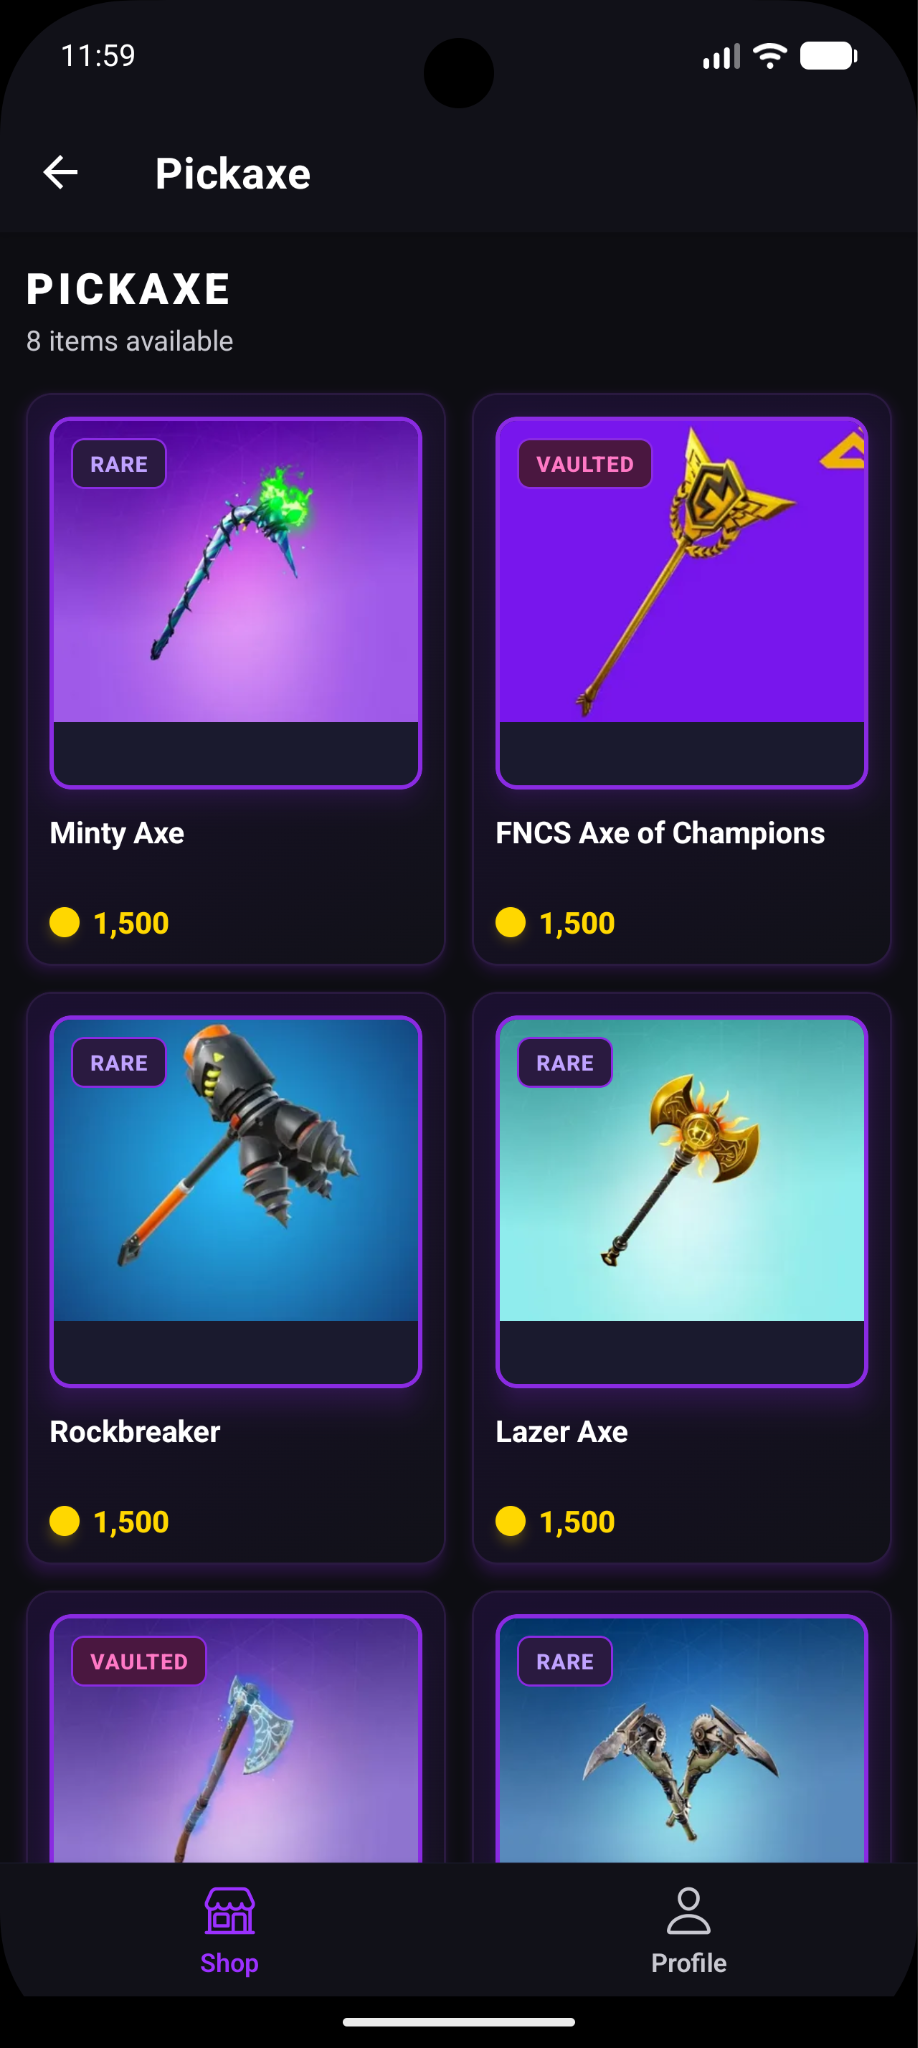 11:59
Pickaxe
PICKAXE
8 items available
RARE
VAULTED
Minty Axe
FNCS Axe of Champions
1,500
1,500
RARE
RARE
Rockbreaker
Lazer Axe
1,500
1,500
VAULTED
RARE
Shop
Profile